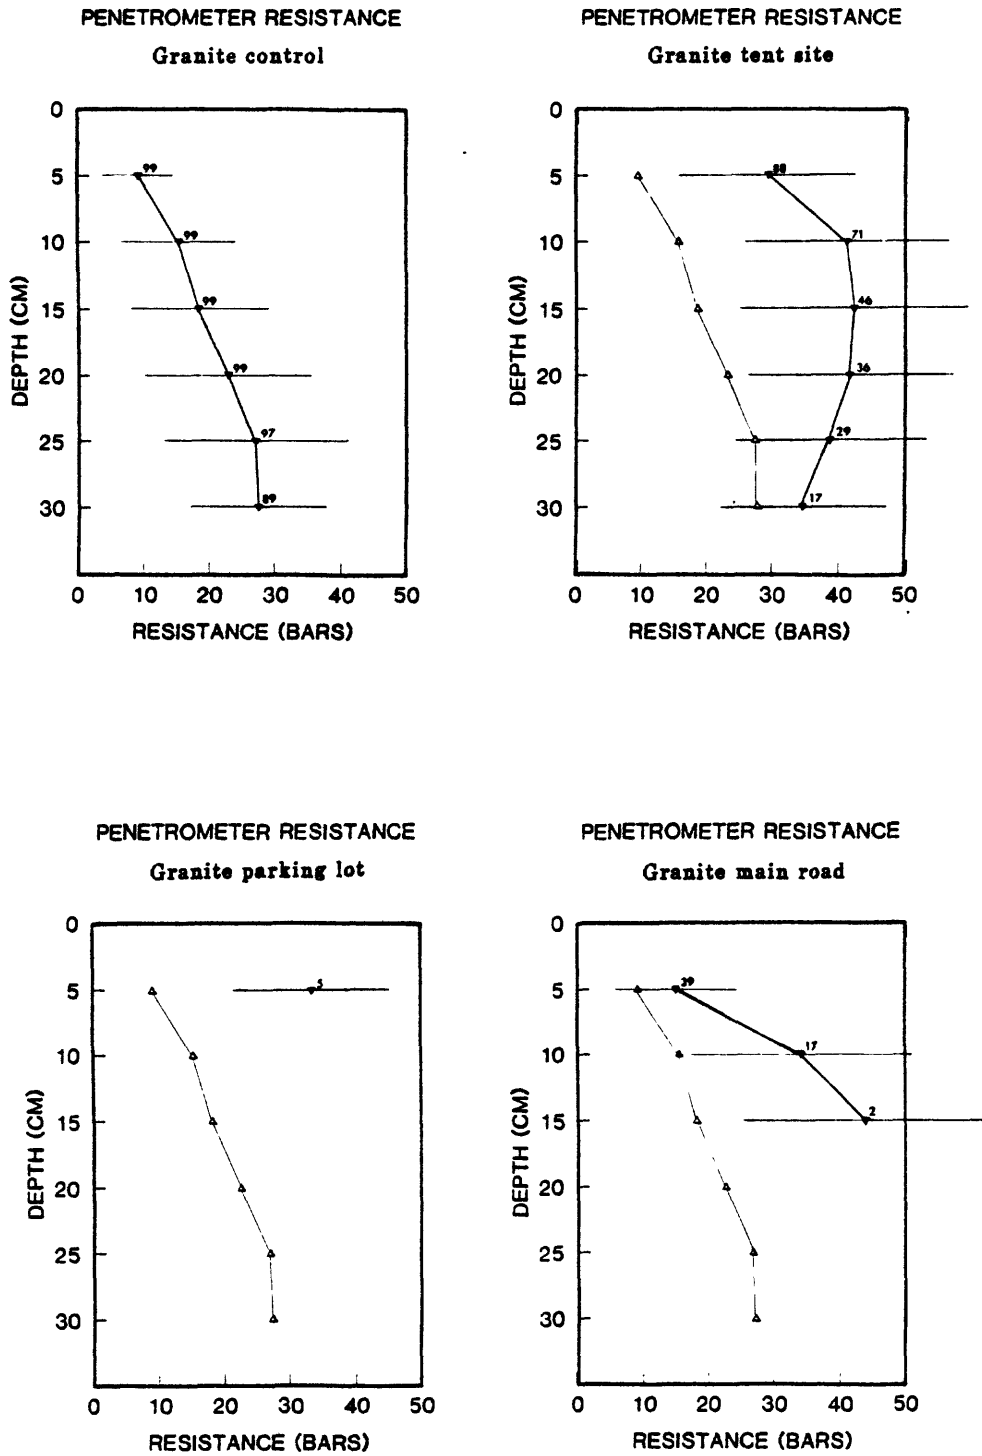 PENETROMETER RESISTANCE
Granite control
0
5
10
15
20
25
30
DEPTH (CM)
99
99
99
99
97
89
0 10 20 30 40 50
RESISTANCE (BARS)
PENETROMETER RESISTANCE
Granite tent site
0
5
10
15
20
25
30
DEPTH (CM)
88
71
46
36
29
17
0 10 20 30 40 50
RESISTANCE (BARS)
PENETROMETER RESISTANCE
Granite parking lot
0
5
10
15
20
25
30
DEPTH (CM)
5
0 10 20 30 40 50
RESISTANCE (BARS)
PENETROMETER RESISTANCE
Granite main road
0
5
10
15
20
25
30
DEPTH (CM)
39
17
2
0 10 20 30 40 50
RESISTANCE (BARS)